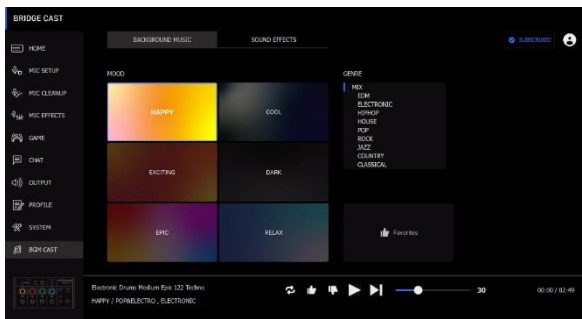 BRIDGE CAST
BACKGROUND MUSIC
SOUND EFFECTS
SUBSCRIBED
HOME
MIC SETUP
MIC CLEANUP
MIC EFFECTS
GAME
CHAT
OUTPUT
PROFILE
SYSTEM
BGM CAST
MOOD
HAPPY
COOL
EXCITING
DARK
EPIC
RELAX
GENRE
MIX
EDM
ELECTRONIC
HIPHOP
HOUSE
POP
ROCK
JAZZ
COUNTRY
CLASSICAL
Favorites
Electronic Drums Medium Epic 122 Techno
HAPPY / POP&ELECTRO , ELECTRONIC
30
00:00 / 02:49